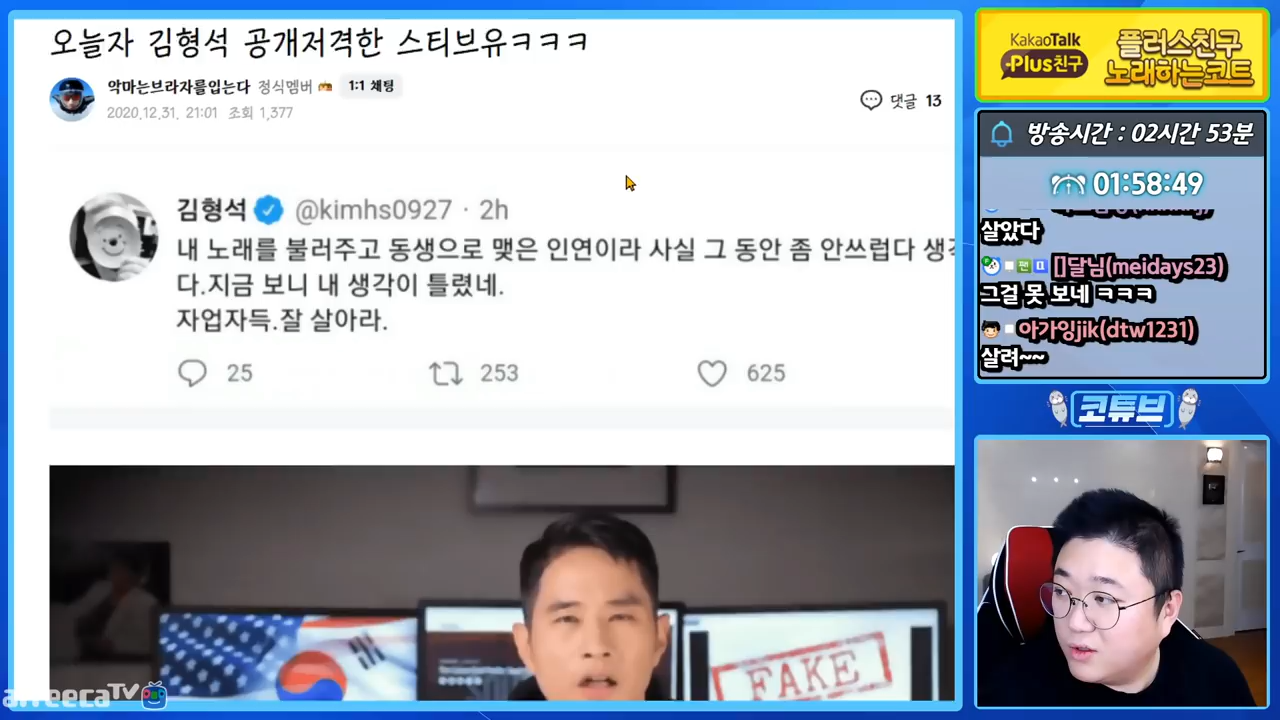 오늘자 김형석 공개저격한 스티브유ㅋㅋㅋ
악마는브라자를입는다 정식멤버 1:1 채팅
2020.12.31. 21:01 조회 1,377
댓글 13
김형석 @kimhs0927 · 2h
내 노래를 불러주고 동생으로 맺은 인연이라 사실 그 동안 좀 안쓰럽다
다.지금 보니 내 생각이 틀렸네.
자업자득.잘 살아라.
25 253 625
FAKE
afreecaTV
KakaoTalk
Plus친구
플러스친구
노래하는코트
방송시간 : 02시간 53분
01:58:49
살았다
[]달님(meidays23)
그걸 못 보네 ㅋㅋㅋ
아가잉jik(dtw1231)
살려~~
코튜브